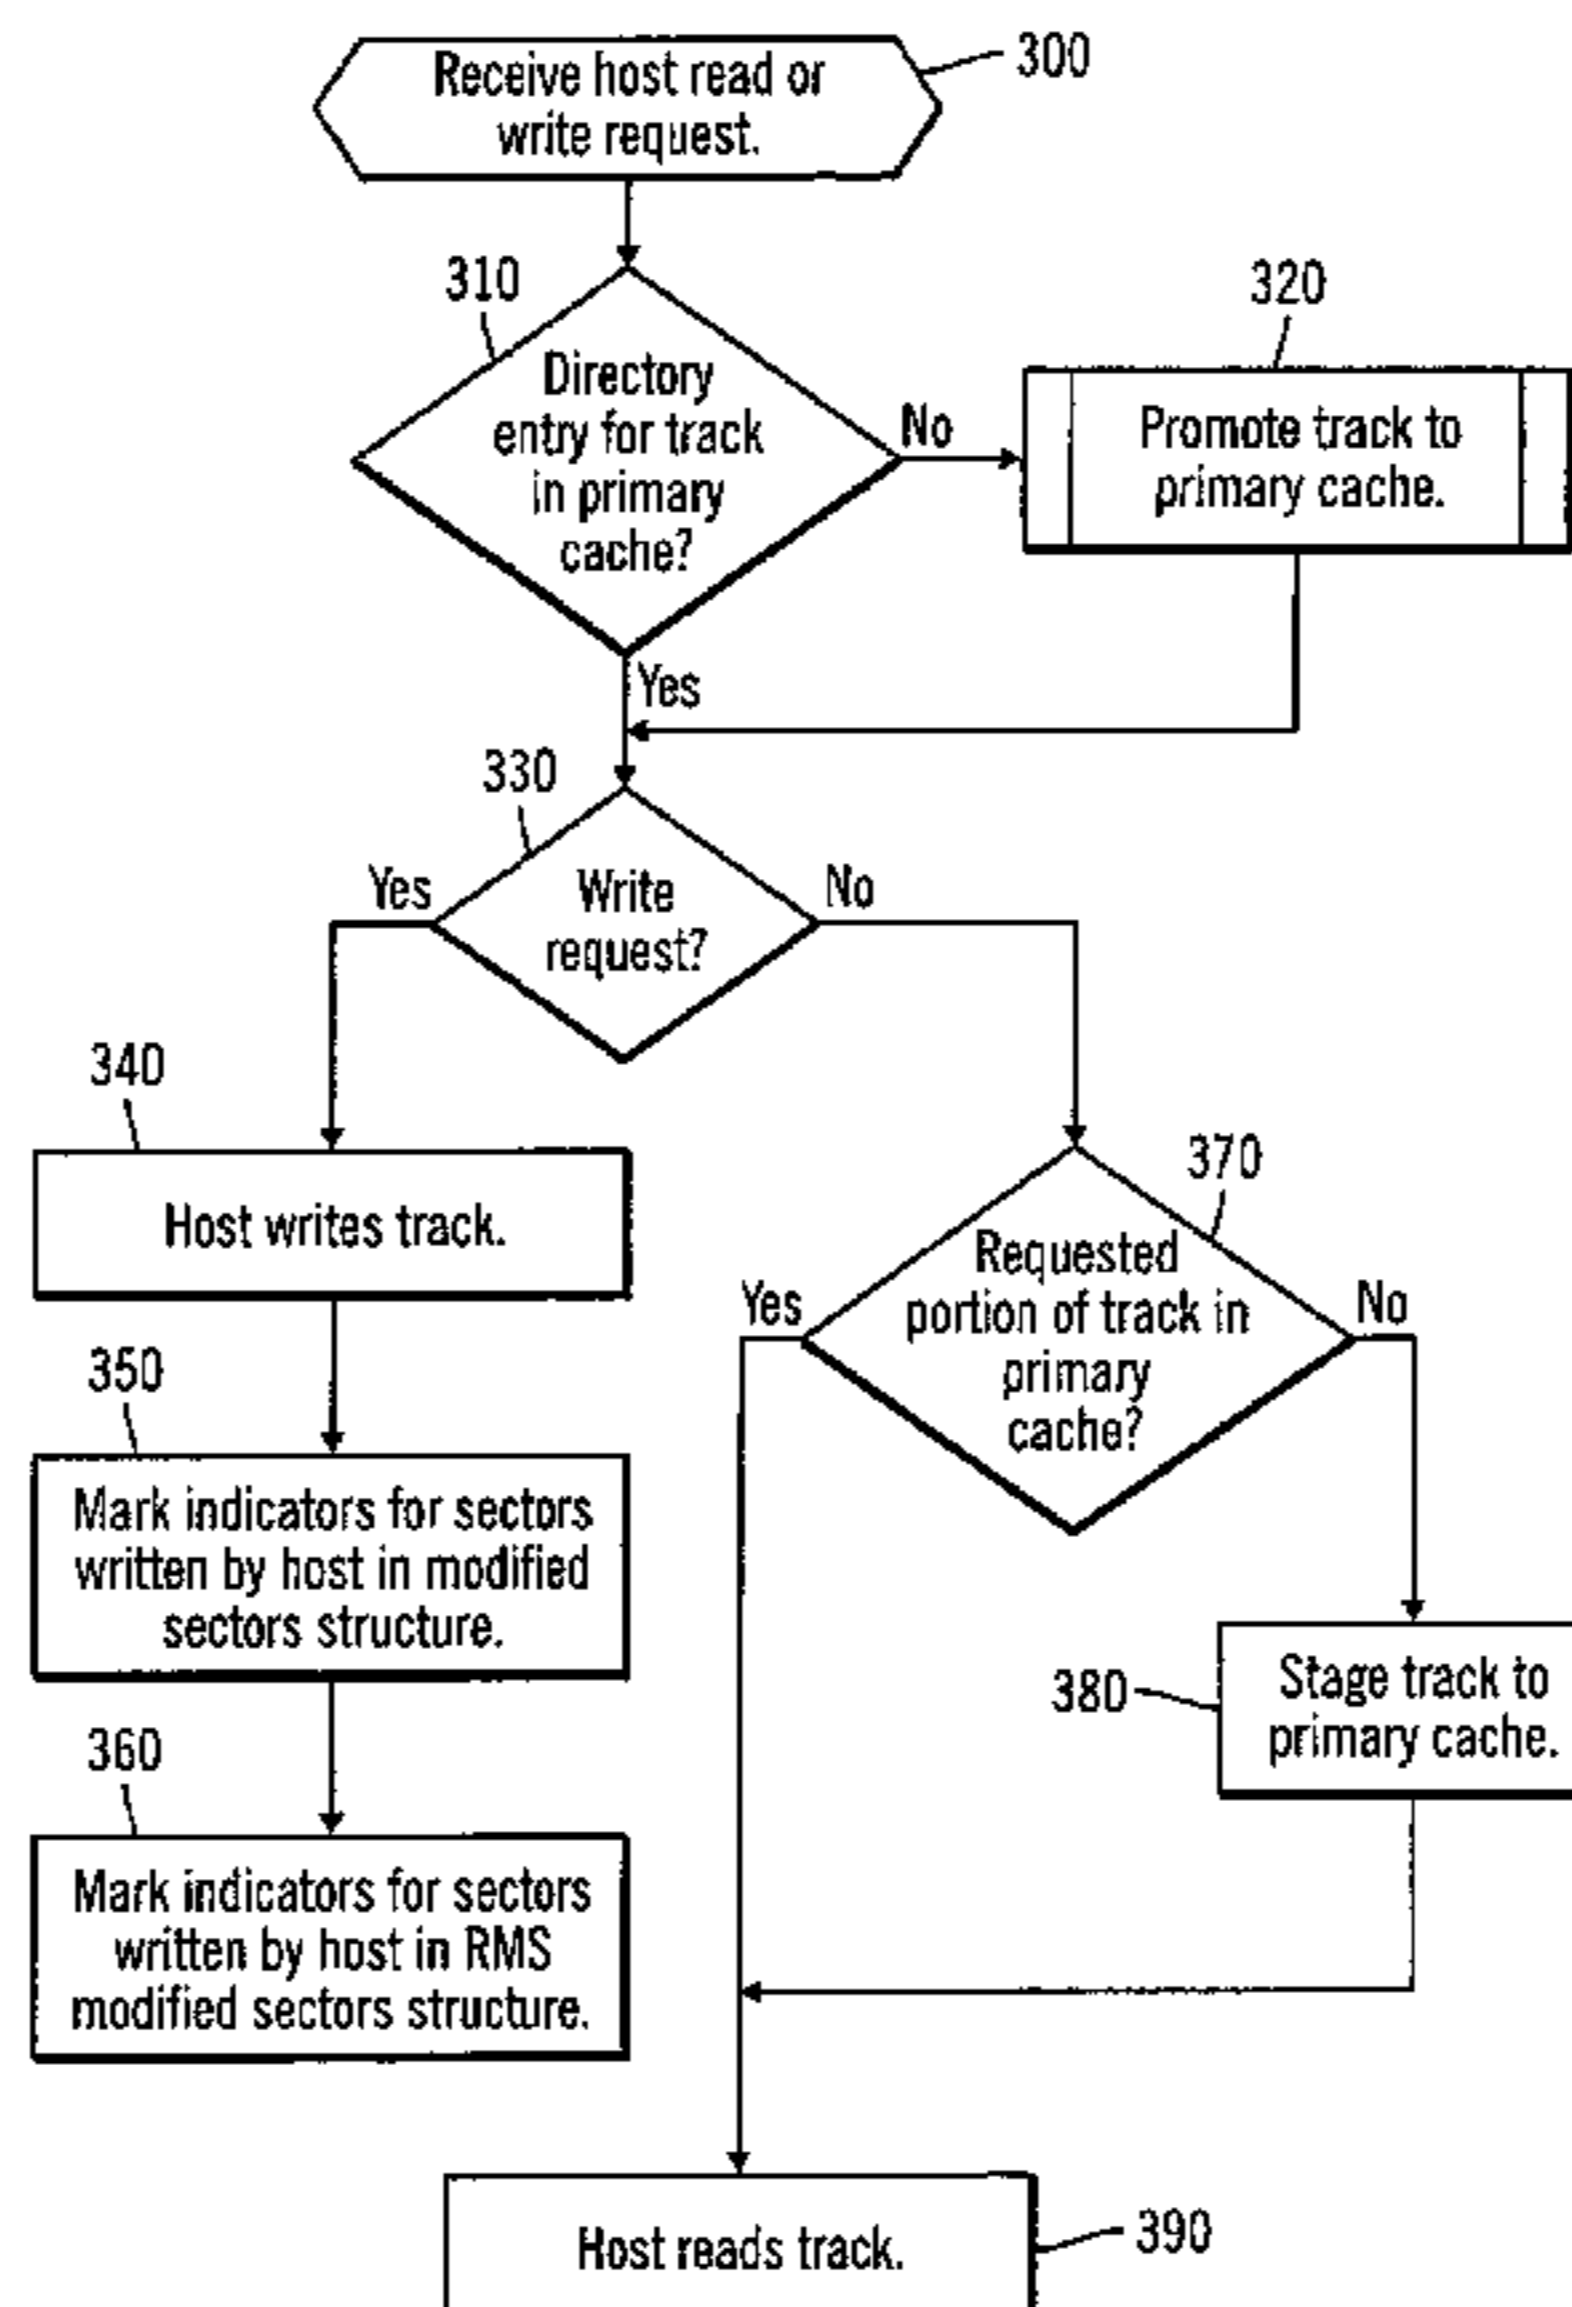 300
Receive host read or
write request.
310
320
Directory
entry for track
in primary
cache?
No
Promote track to
primary cache.
Yes
330
Yes
Write
request?
No
340
Host writes track.
370
Requested
portion of track in
primary
cache?
Yes
No
350
Mark indicators for sectors
written by host in modified
sectors structure.
380
Stage track to
primary cache.
360
Mark indicators for sectors
written by host in RMS
modified sectors structure.
Host reads track.
390